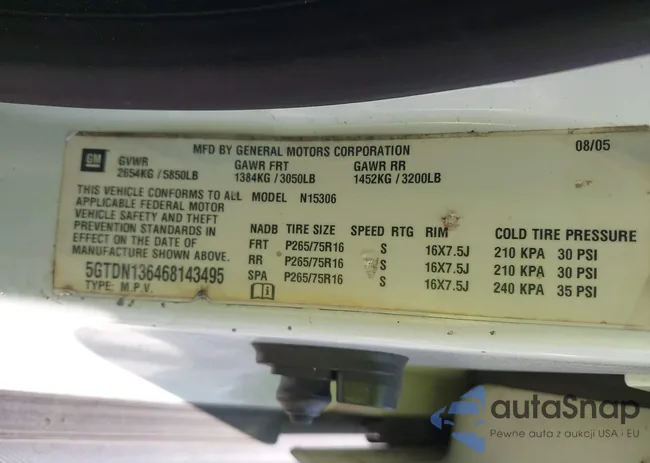 MFD BY GENERAL MOTORS CORPORATION 08/05
GM GVWR GAWR FRT GAWR RR
2654KG / 5850LB 1384KG / 3050LB 1452KG / 3200LB
THIS VEHICLE CONFORMS TO ALL MODEL N15306
APPLICABLE FEDERAL MOTOR
VEHICLE SAFETY AND THEFT
PREVENTION STANDARDS IN
EFFECT ON THE DATE OF
MANUFACTURE SHOWN ABOVE.
5GTDN136468143495
TYPE: M.P.V.
NADB TIRE SIZE SPEED RTG RIM COLD TIRE PRESSURE
FRT P265/75R16 S 16X7.5J 210 KPA 30 PSI
RR P265/75R16 S 16X7.5J 210 KPA 30 PSI
SPA P265/75R16 S 16X7.5J 240 KPA 35 PSI
autaSnap
Pewne auta z aukcji USA i EU